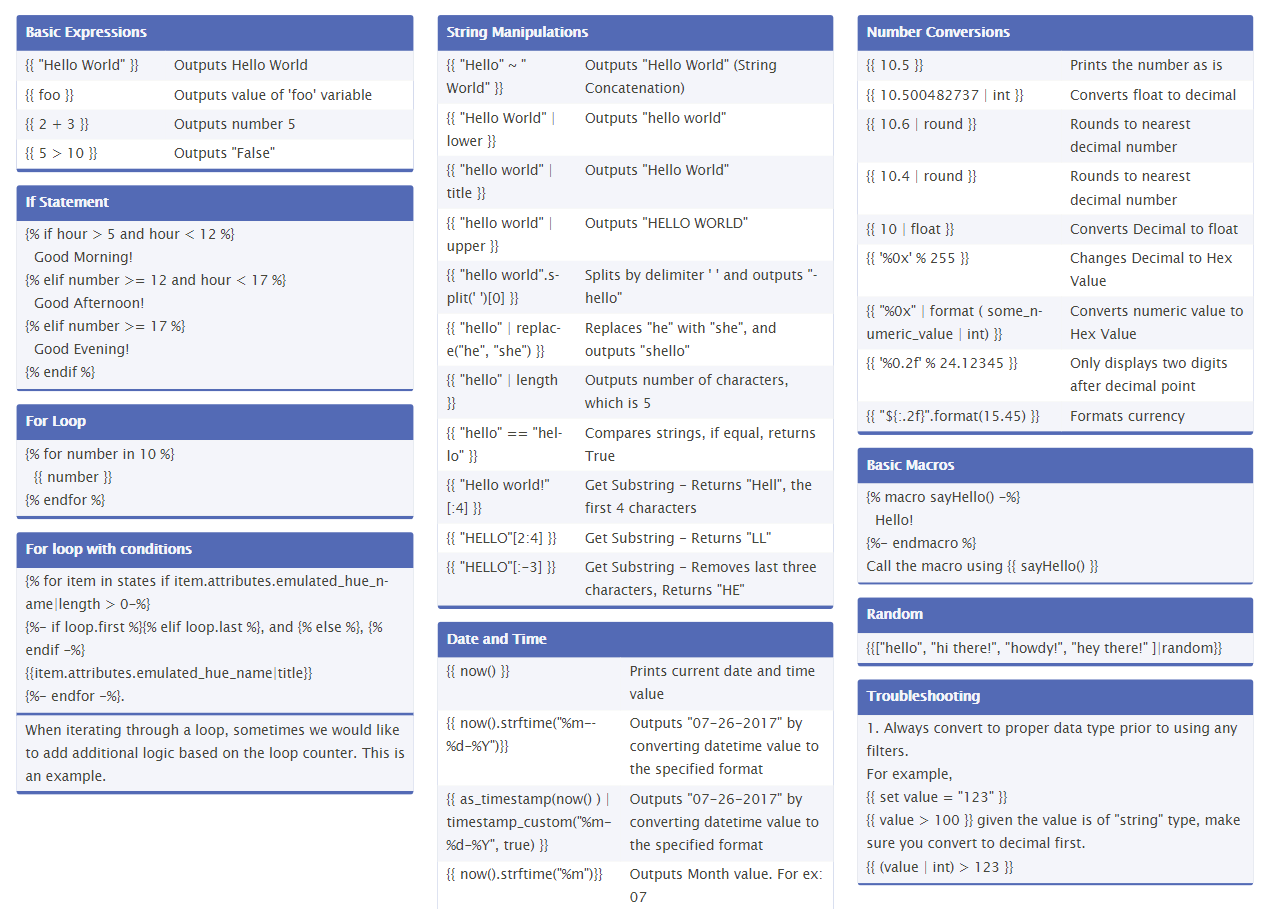 Basic Expressions
{{ "Hello World" }} Outputs Hello World
{{ foo }} Outputs value of 'foo' variable
{{ 2 + 3 }} Outputs number 5
{{ 5 > 10 }} Outputs "False"
If Statement
{% if hour > 5 and hour < 12 %}
Good Morning!
{% elif number >= 12 and hour < 17 %}
Good Afternoon!
{% elif number >= 17 %}
Good Evening!
{% endif %}
For Loop
{% for number in 10 %}
{{ number }}
{% endfor %}
For loop with conditions
{% for item in states if item.attributes.emulated_hue_n-
ame|length > 0-%}
{%- if loop.first %}{% elif loop.last %}, and {% else %}, {%
endif -%}
{{item.attributes.emulated_hue_name|title}}
{%- endfor -%}.
When iterating through a loop, sometimes we would like
to add additional logic based on the loop counter. This is
an example.
String Manipulations
{{ "Hello" ~ " Outputs "Hello World" (String
World" }} Concatenation)
{{ "Hello World" | Outputs "hello world"
lower }}
{{ "hello world" | Outputs "Hello World"
title }}
{{ "hello world" | Outputs "HELLO WORLD"
upper }}
{{ "hello world".s- Splits by delimiter ' ' and outputs "-
plit(' ')[0] }} hello"
{{ "hello" | replac- Replaces "he" with "she", and
e("he", "she") }} outputs "shello"
{{ "hello" | length Outputs number of characters,
}} which is 5
{{ "hello" == "hel- Compares strings, if equal, returns
lo" }} True
{{ "Hello world!" Get Substring - Returns "Hell", the
[:4] }} first 4 characters
{{ "HELLO"[2:4] }} Get Substring - Returns "LL"
{{ "HELLO"[:-3] }} Get Substring - Removes last three
characters, Returns "HE"
Date and Time
{{ now() }} Prints current date and time
value
{{ now().strftime("%m-- Outputs "07-26-2017" by
%d-%Y")}} converting datetime value to
the specified format
{{ as_timestamp(now() ) | Outputs "07-26-2017" by
timestamp_custom("%m- converting datetime value to
%d-%Y", true) }} the specified format
{{ now().strftime("%m")}} Outputs Month value. For ex:
07
Number Conversions
{{ 10.5 }} Prints the number as is
{{ 10.500482737 | int }} Converts float to decimal
{{ 10.6 | round }} Rounds to nearest
decimal number
{{ 10.4 | round }} Rounds to nearest
decimal number
{{ 10 | float }} Converts Decimal to float
{{ '%0x' % 255 }} Changes Decimal to Hex
Value
{{ "%0x" | format ( some_n- Converts numeric value to
umeric_value | int) }} Hex Value
{{ '%0.2f' % 24.12345 }} Only displays two digits
after decimal point
{{ "${:.2f}".format(15.45) }} Formats currency
Basic Macros
{% macro sayHello() -%}
Hello!
{%- endmacro %}
Call the macro using {{ sayHello() }}
Random
{{["hello", "hi there!", "howdy!", "hey there!" ]|random}}
Troubleshooting
1. Always convert to proper data type prior to using any
filters.
For example,
{{ set value = "123" }}
{{ value > 100 }} given the value is of "string" type, make
sure you convert to decimal first.
{{ (value | int) > 123 }}